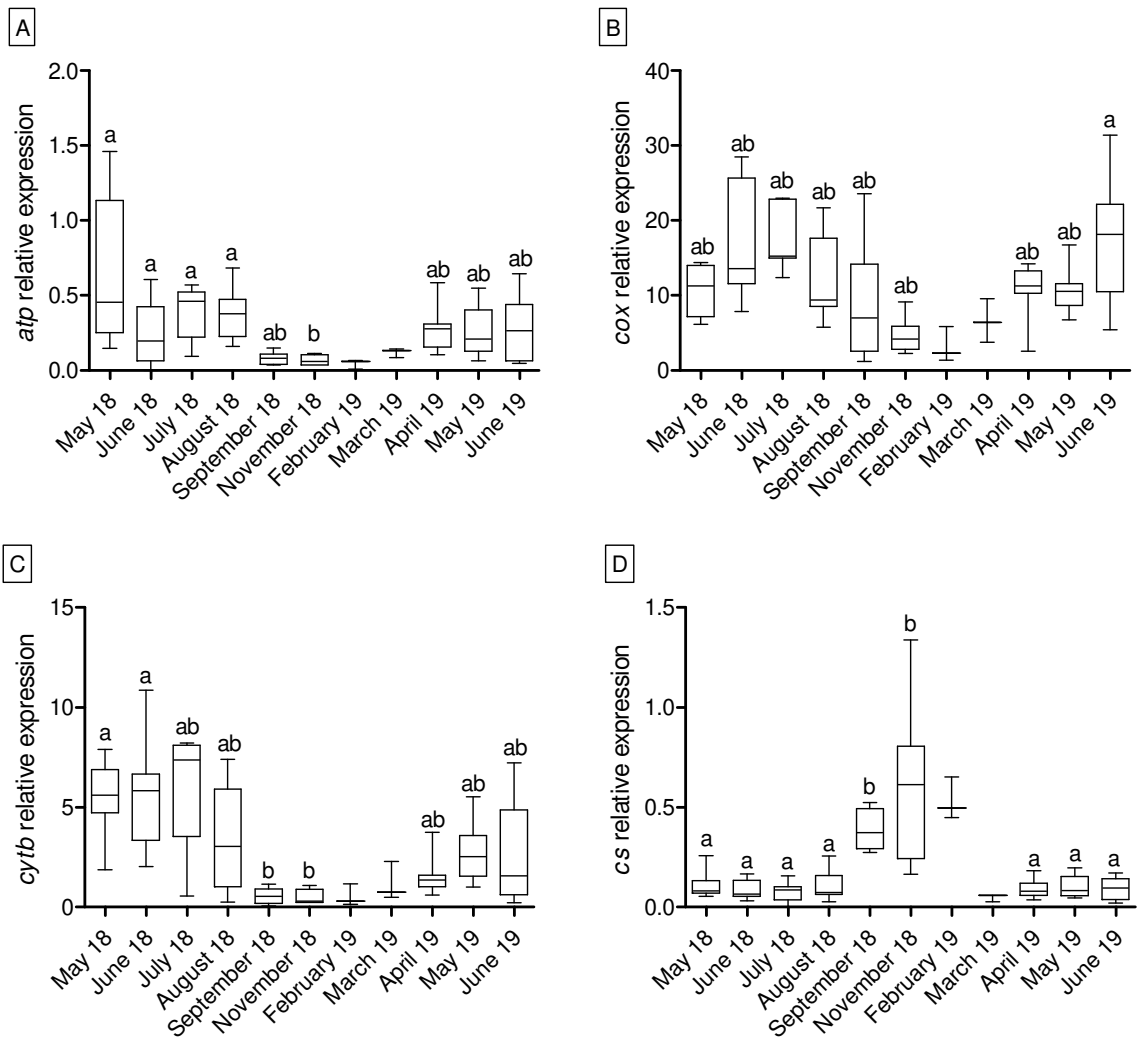 A
atp relative expression
2.0
1.5
1.0
0.5
0.0
a
a
a
a
ab
b
ab
ab
ab
May 18
June 18
July 18
August 18
September 18
November 18
February 19
March 19
April 19
May 19
June 19
B
cox relative expression
40
30
20
10
0
ab
ab
ab
ab
ab
ab
ab
ab
a
May 18
June 18
July 18
August 18
September 18
November 18
February 19
March 19
April 19
May 19
June 19
C
cytb relative expression
15
10
5
0
a
a
ab
ab
b
b
ab
ab
ab
May 18
June 18
July 18
August 18
September 18
November 18
February 19
March 19
April 19
May 19
June 19
D
cs relative expression
1.5
1.0
0.5
0.0
a
a
a
a
b
b
a
a
a
May 18
June 18
July 18
August 18
September 18
November 18
February 19
March 19
April 19
May 19
June 19